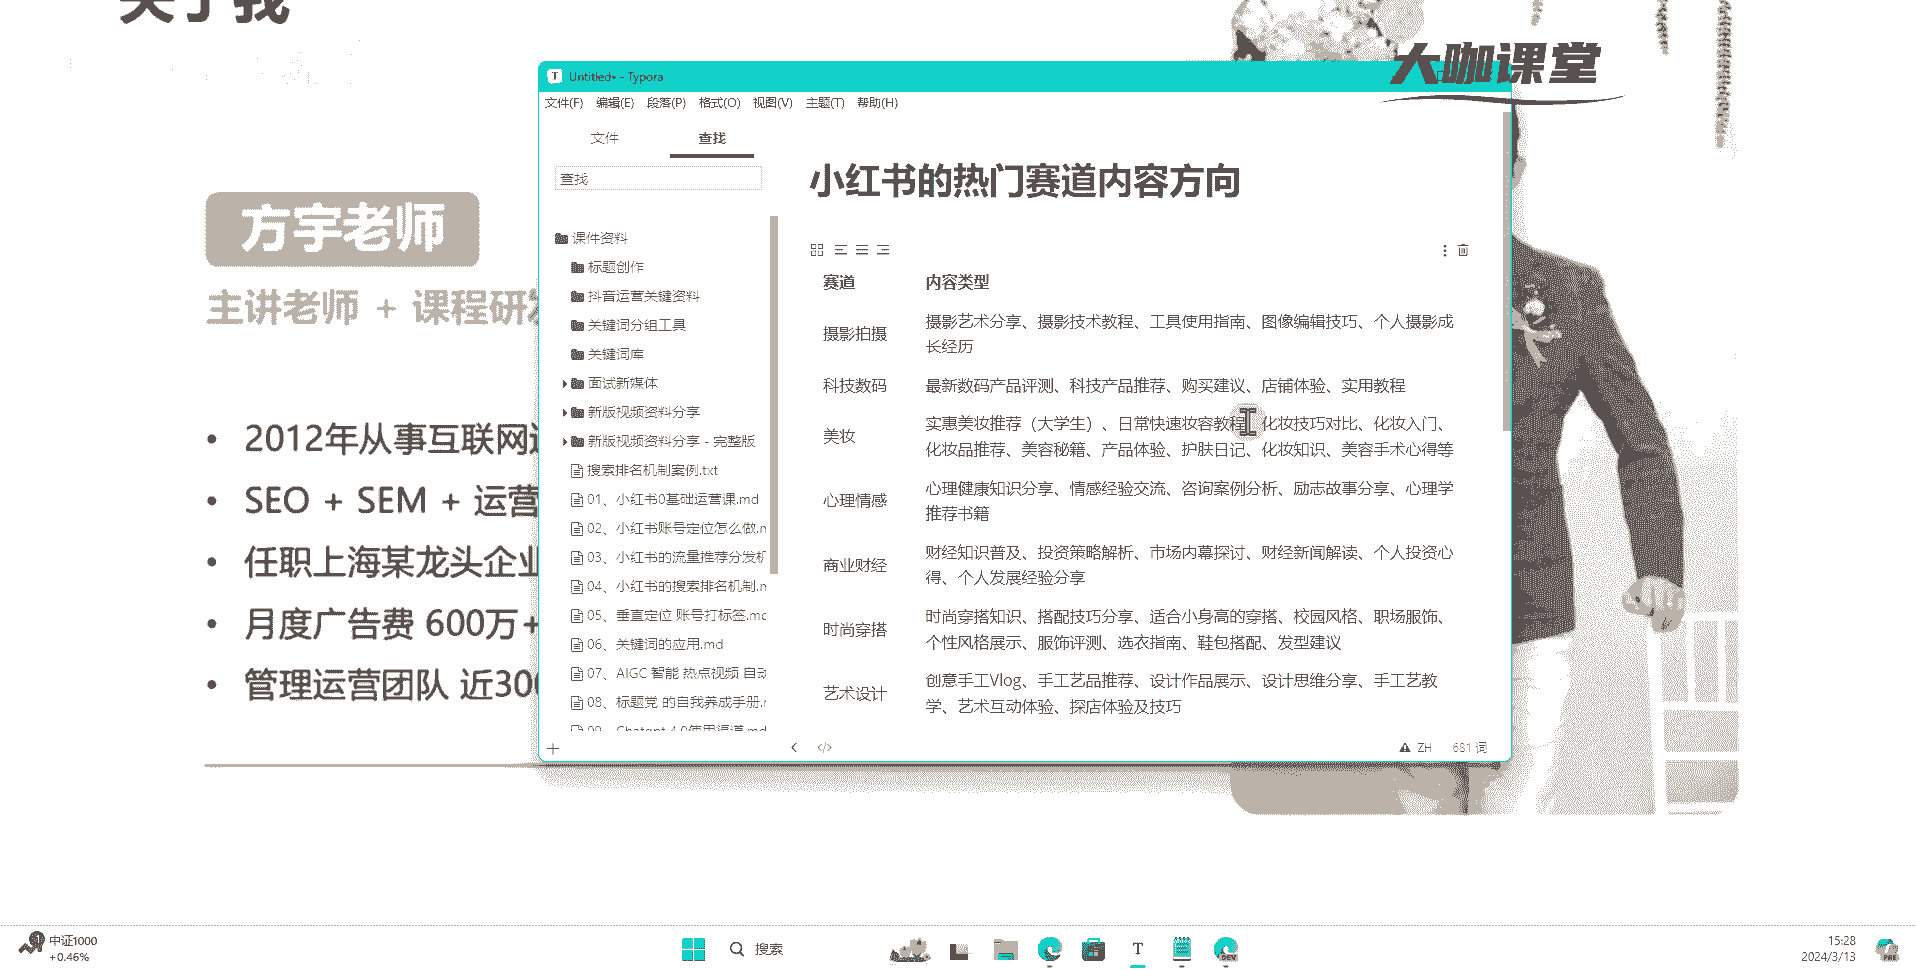 关于我
大咖课堂
方宇老师
主讲老师 + 课程研发
2012年从事互联网
SEO + SEM + 运营
任职上海某龙头企业
月度广告费 600万+
管理运营团队 近300
Untitled• - Typora
文件(F) 编辑(E) 段落(P) 格式(O) 视图(V) 主题(T) 帮助(H)
文件 查找
查找
课件资料
标题创作
抖音运营关键资料
关键词分组工具
关键词库
面试新媒体
新版视频资料分享
新版视频资料分享 - 完整版
搜索排名机制案例.txt
01、小红书0基础运营课.md
02、小红书账号定位怎么做.m
03、小红书的流量推荐分发机
04、小红书的搜索排名机制.m
05、垂直定位 账号打标签.mc
06、关键词的应用.md
07、AIGC 智能 热点视频 自动
08、标题党 的自我养成手册.r
09、Chatgpt 4.0使用渠道.md
小红书的热门赛道内容方向
赛道 内容类型
摄影拍摄 摄影艺术分享、摄影技术教程、工具使用指南、图像编辑技巧、个人摄影成
长经历
科技数码 最新数码产品评测、科技产品推荐、购买建议、店铺体验、实用教程
美妆 实惠美妆推荐（大学生）、日常快速妆容教程、化妆技巧对比、化妆入门、
化妆品推荐、美容秘籍、产品体验、护肤日记、化妆知识、美容手术心得等
心理情感 心理健康知识分享、情感经验交流、咨询案例分析、励志故事分享、心理学
推荐书籍
商业财经 财经知识普及、投资策略解析、市场内幕探讨、财经新闻解读、个人投资心
得、个人发展经验分享
时尚穿搭 时尚穿搭知识、搭配技巧分享、适合小身高的穿搭、校园风格、职场服饰、
个性风格展示、服饰评测、选衣指南、鞋包搭配、发型建议
艺术设计 创意手工Vlog、手工艺品推荐、设计作品展示、设计思维分享、手工艺教
学、艺术互动体验、探店体验及技巧
ZH 681 词
中证1000
+0.46%
搜索
DEV
15:28
2024/3/13
PRE